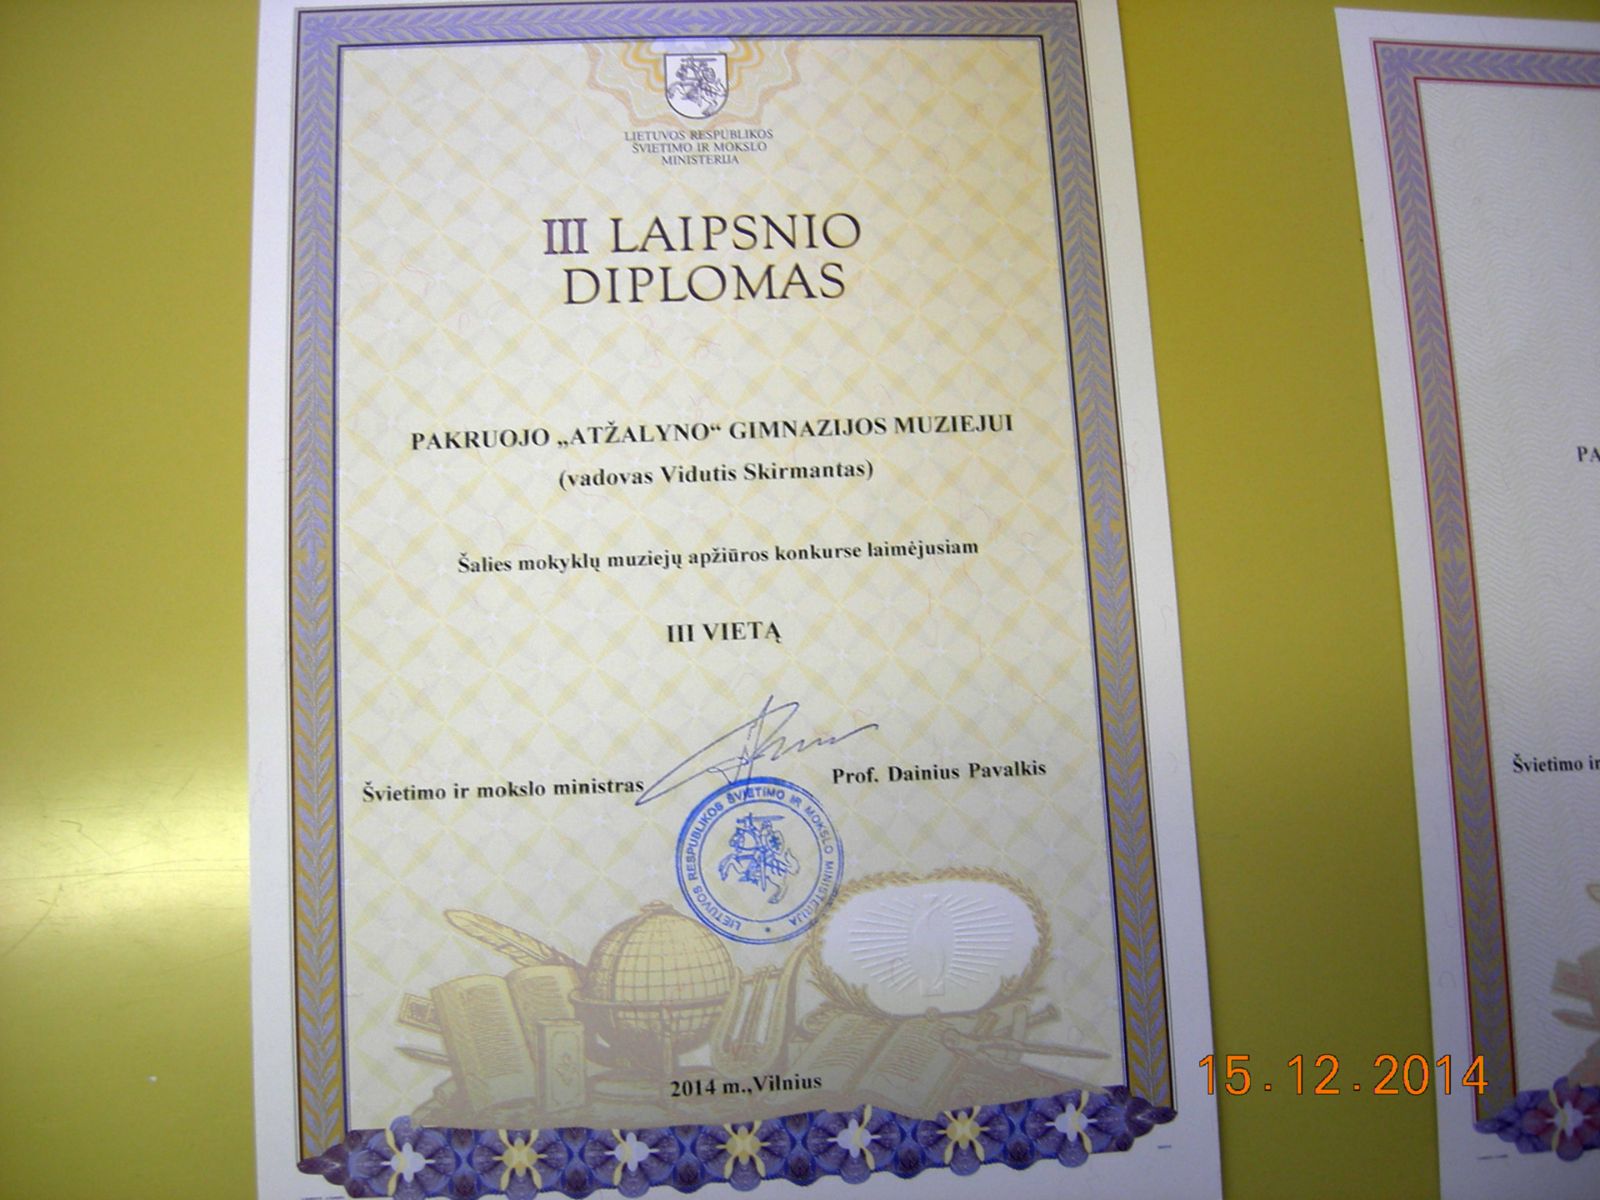 LIETUVOS RESPUBLIKOS
ŠVIETIMO IR MOKSLO
MINISTERIJA
III LAIPSNIO
DIPLOMAS
PAKRUOJO „ATŽALYNO“ GIMNAZIJOS MUZIEJUI
(vadovas Vidutis Skirmantas)
Šalies mokyklų muziejų apžiūros konkurse laimėjusiam
III VIETĄ
Švietimo ir mokslo ministras
Prof. Dainius Pavalkis
LIETUVOS RESPUBLIKOS ŠVIETIMO IR MOKSLO MINISTERIJA
2014 m.,Vilnius
PA
Švietimo ir
15.12.2014